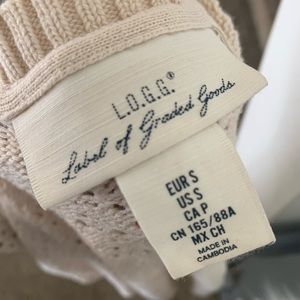 L.O.G.G.®
Label of Graded Goods
EUR S
US S
CA P
CN 165/88A
MX CH
MADE IN
CAMBODIA